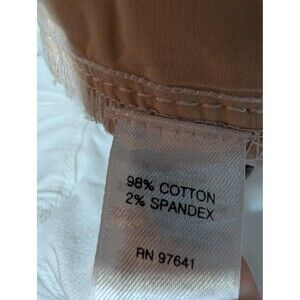 98% COTTON
2% SPANDEX
RN 97641